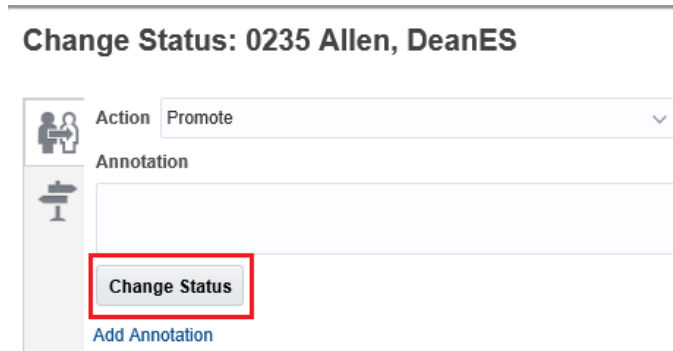 Change Status: 0235 Allen, DeanES
Action Promote
Annotation
Change Status
Add Annotation